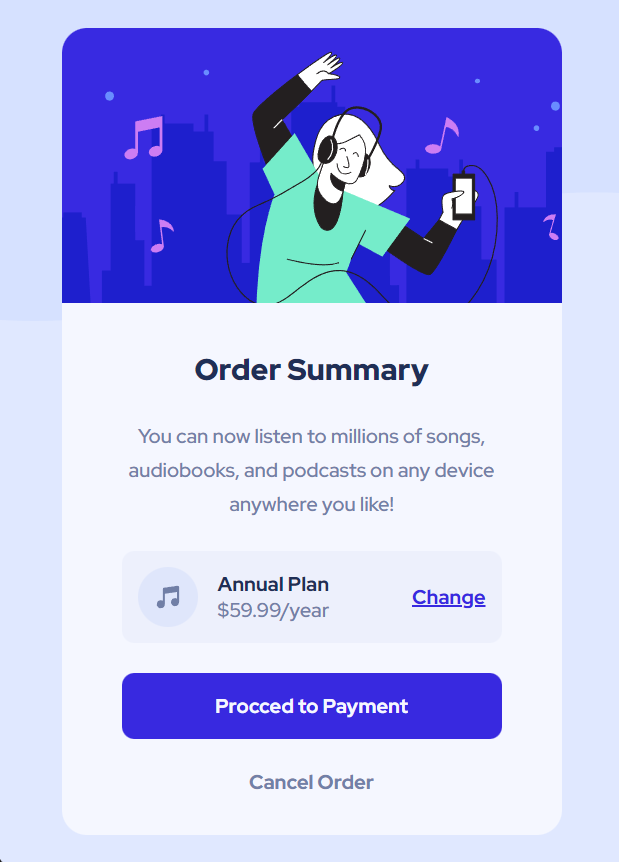 Order Summary
You can now listen to millions of songs,
audiobooks, and podcasts on any device
anywhere you like!
Annual Plan
$59.99/year
Change
Procced to Payment
Cancel Order